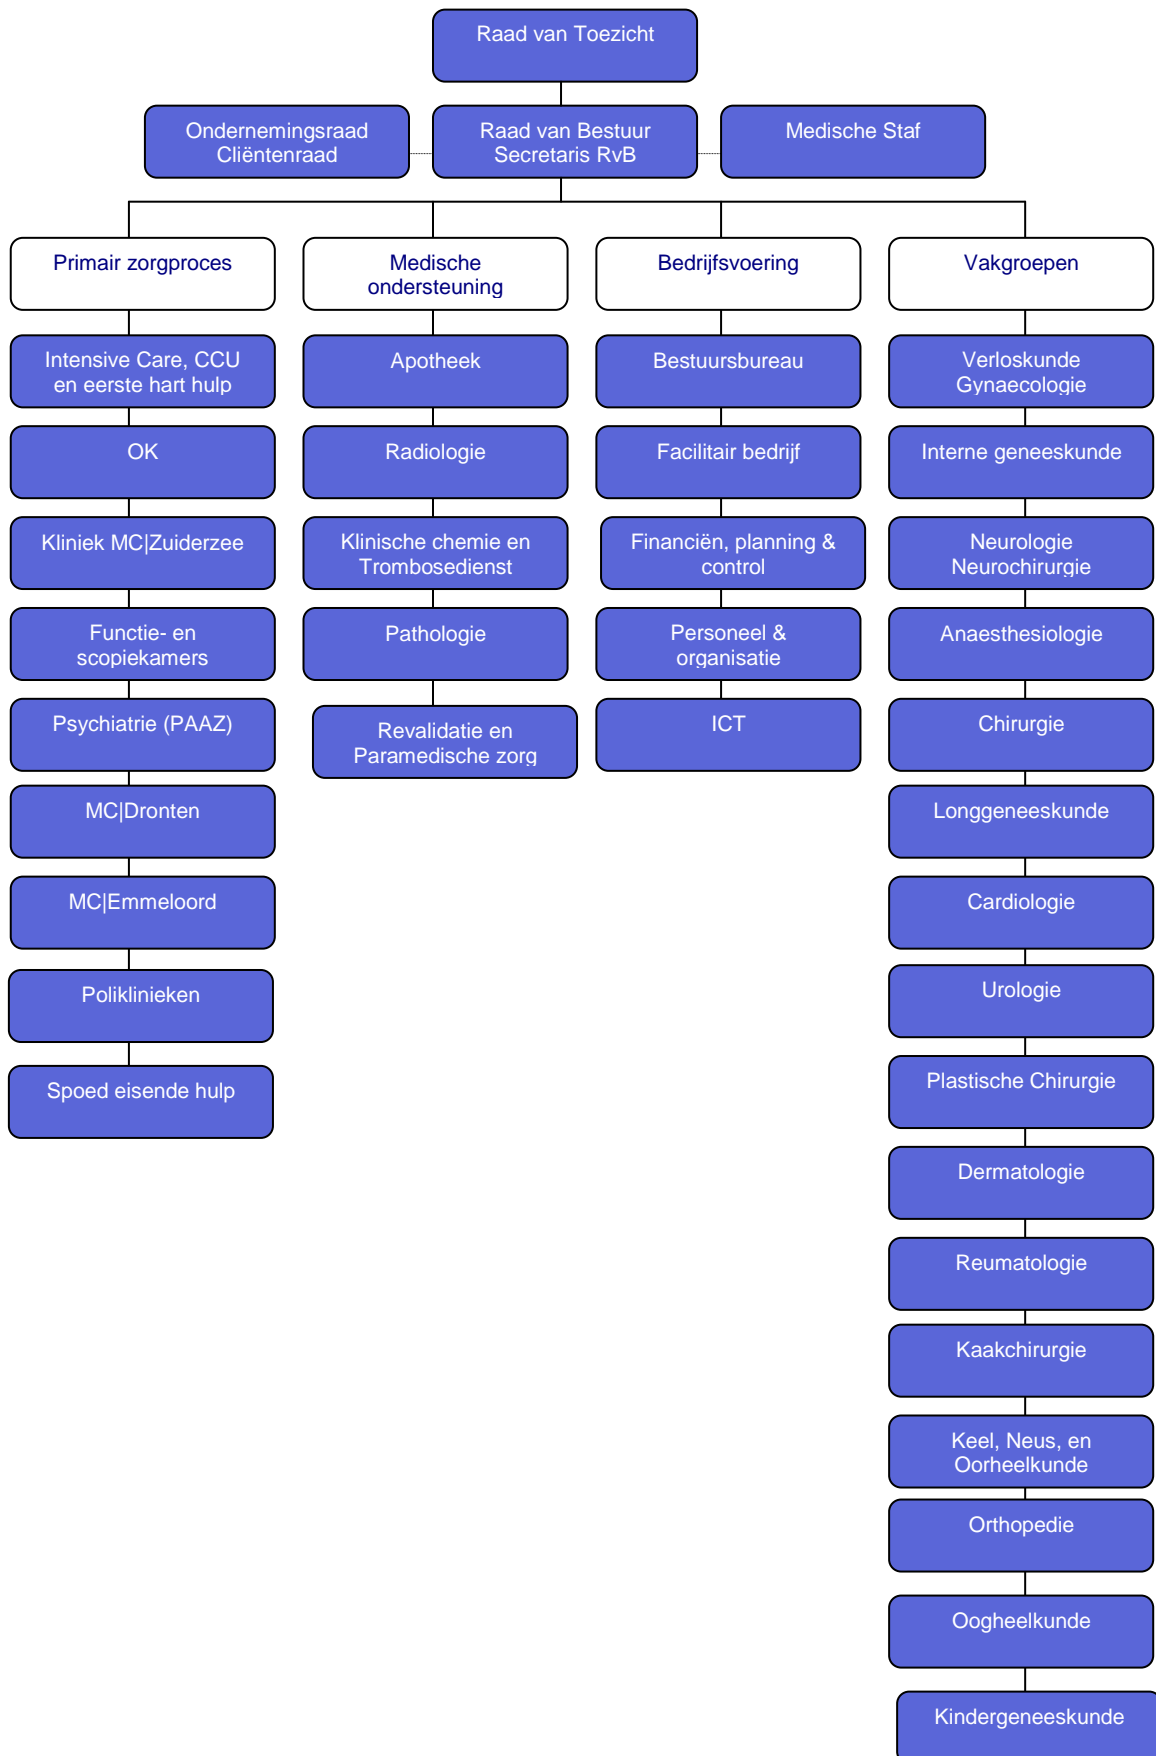 Raad van Toezicht
Ondernemingsraad
Cliëntenraad
Raad van Bestuur
Secretaris RvB
Medische Staf
Primair zorgproces
Medische
ondersteuning
Bedrijfsvoering
Vakgroepen
Intensive Care, CCU
en eerste hart hulp
OK
Kliniek MC|Zuiderzee
Functie- en
scopiekamers
Psychiatrie (PAAZ)
MC|Dronten
MC|Emmeloord
Poliklinieken
Spoed eisende hulp
Apotheek
Radiologie
Klinische chemie en
Trombosedienst
Pathologie
Revalidatie en
Paramedische zorg
Bestuursbureau
Facilitair bedrijf
Financiën, planning &
control
Personeel &
organisatie
ICT
Verloskunde
Gynaecologie
Interne geneeskunde
Neurologie
Neurochirurgie
Anaesthesiologie
Chirurgie
Longgeneeskunde
Cardiologie
Urologie
Plastische Chirurgie
Dermatologie
Reumatologie
Kaakchirurgie
Keel, Neus, en
Oorheelkunde
Orthopedie
Oogheelkunde
Kindergeneeskunde